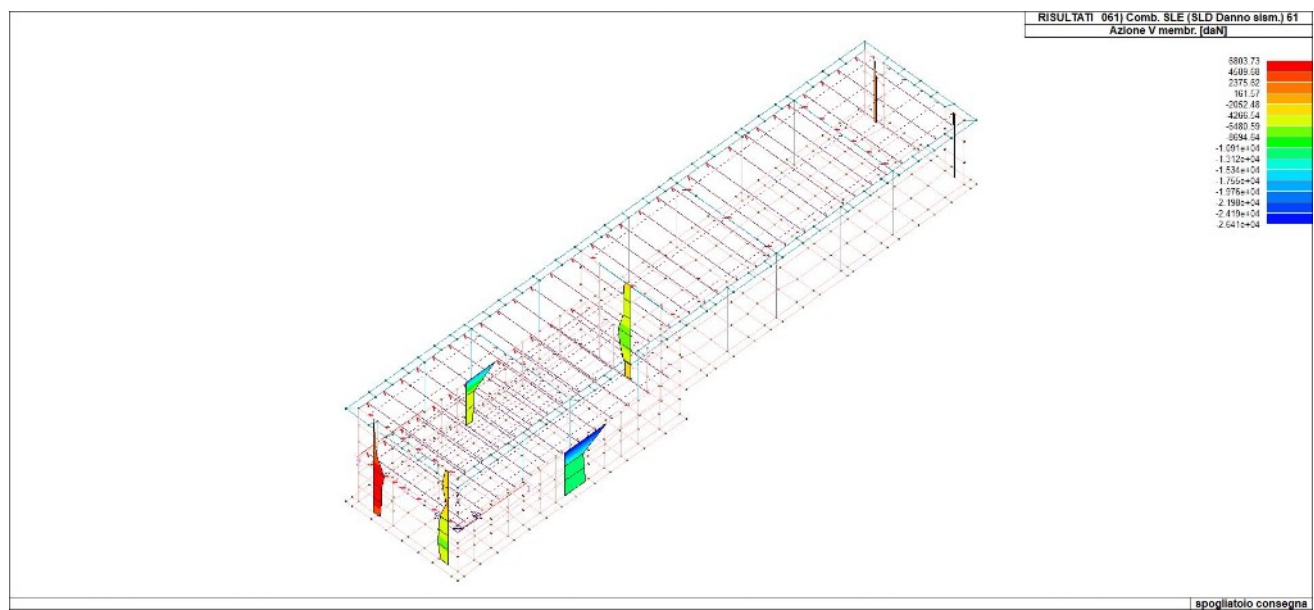 RISULTATI 061) Comb. SLE (SLD Danno sism.) 61
Azione V membr. [daN]
6803.73
4589.68
2375.62
161.57
-2052.48
-4266.54
-6480.59
-8694.64
-1.091e+04
-1.312e+04
-1.534e+04
-1.755e+04
-1.976e+04
-2.198e+04
-2.419e+04
-2.641e+04
spogliatoio consegna